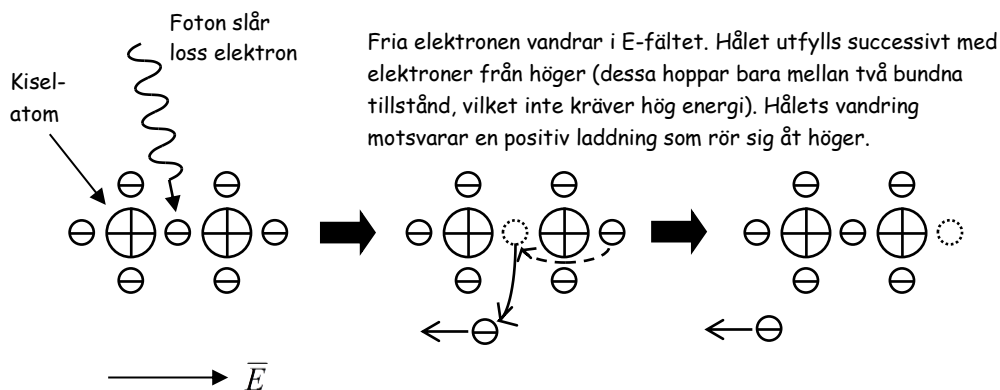 Foton slår
loss elektron
Kisel-
atom
Fria elektronen vandrar i E-fältet. Hålet utfylls successivt med
elektroner från höger (dessa hoppar bara mellan två bundna
tillstånd, vilket inte kräver hög energi). Hålets vandring
motsvarar en positiv laddning som rör sig åt höger.
E̅